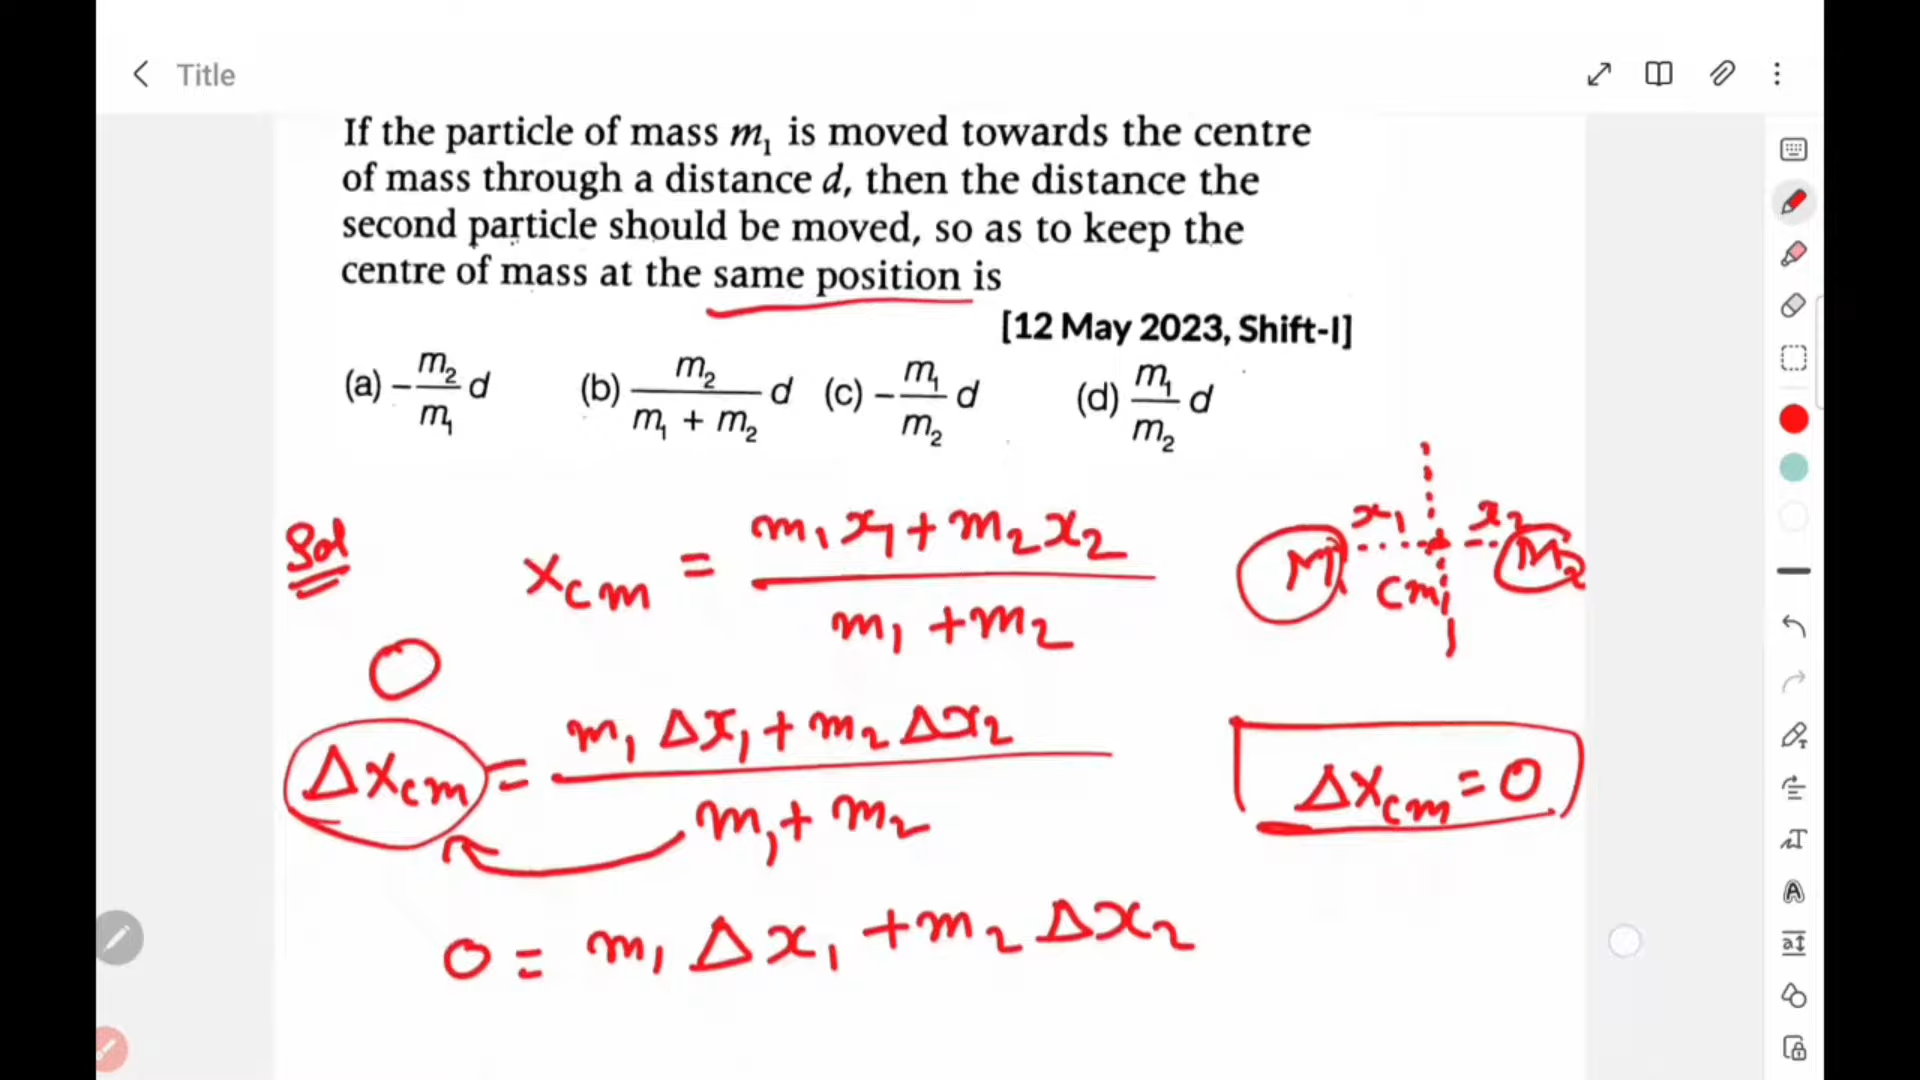 Title
If the particle of mass m₁ is moved towards the centre
of mass through a distance d, then the distance the
second particle should be moved, so as to keep the
centre of mass at the same position is
[12 May 2023, Shift-I]
(a) −m₂/m₁ d (b) m₂/(m₁ + m₂) d (c) −m₁/m₂ d (d) m₁/m₂ d
Sol
x_cm = (m₁x₁ + m₂x₂)/(m₁ + m₂)
x₁ x₂
M₁ M₂
cm
0
Δx_cm = (m₁Δx₁ + m₂Δx₂)/(m₁ + m₂)
Δx_cm = 0
0 = m₁Δx₁ + m₂Δx₂